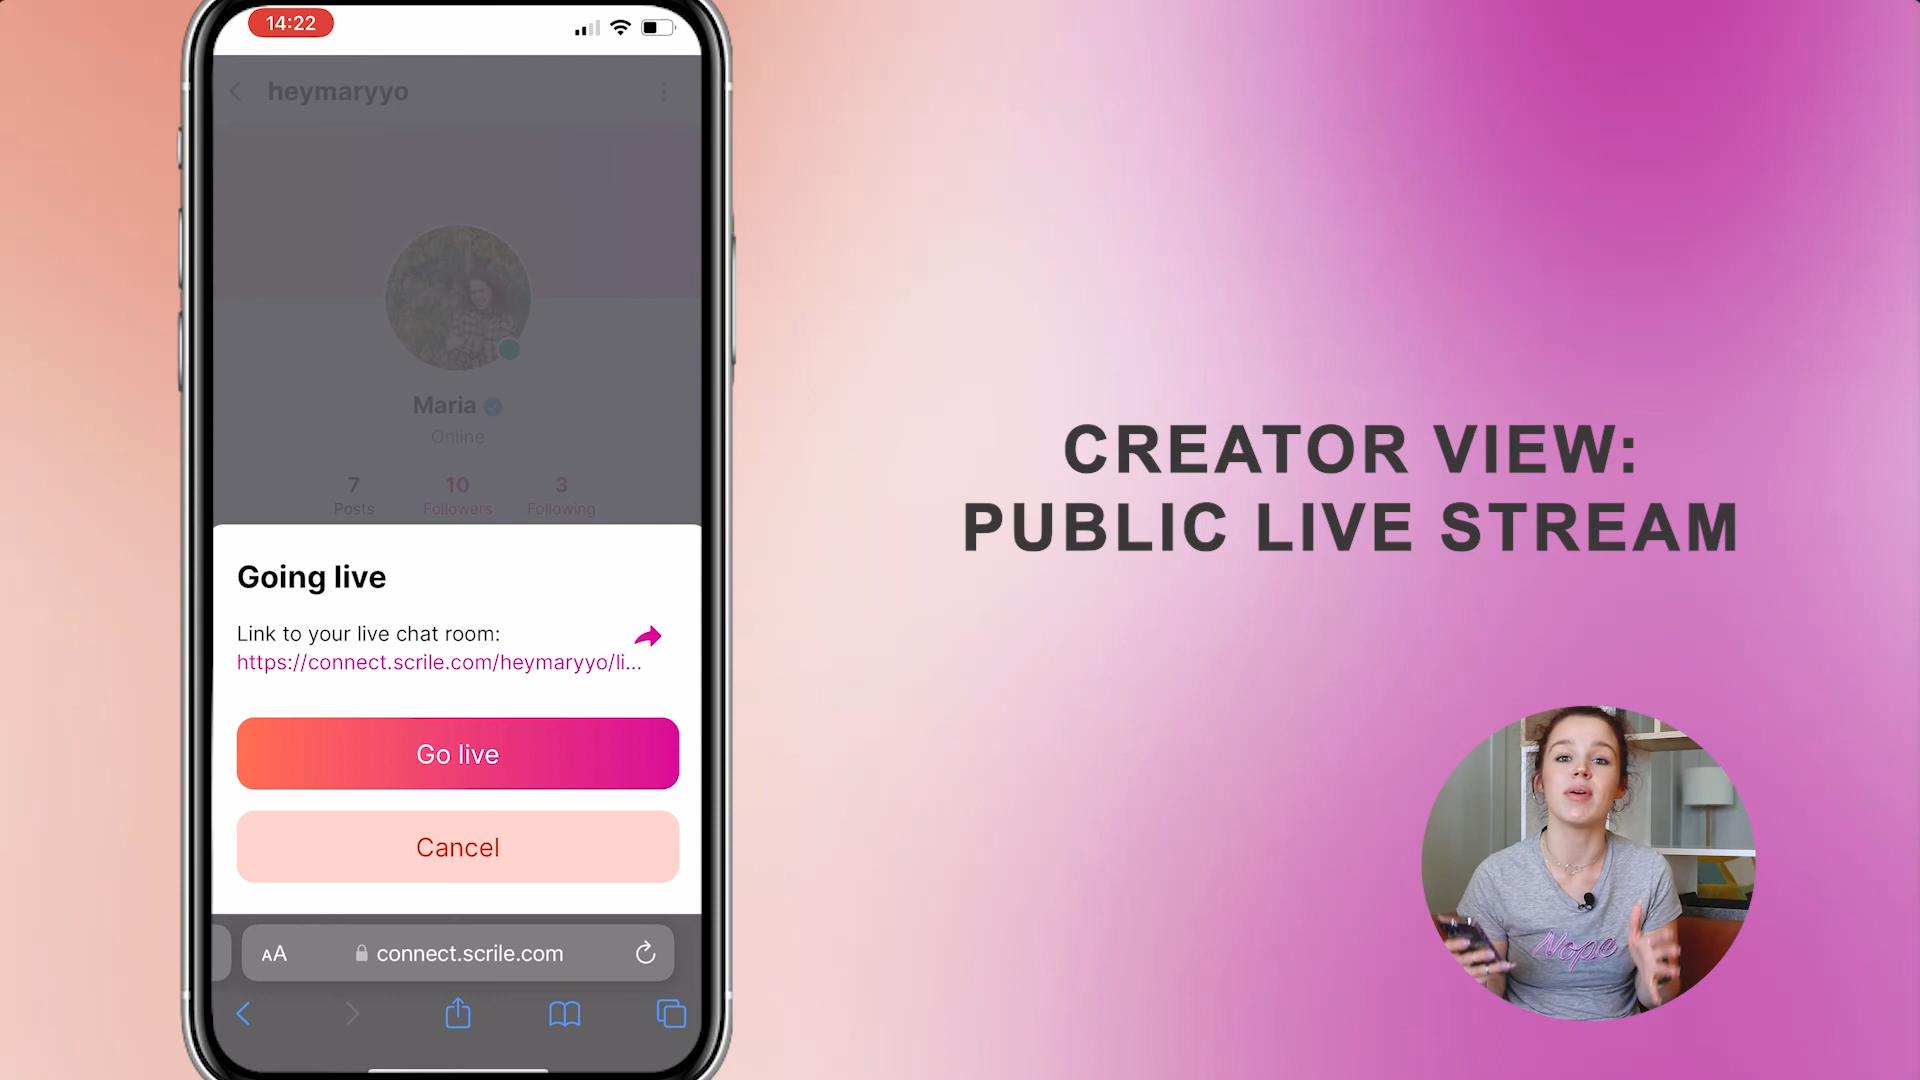 14:22
heymaryyo
Maria
Online
7 10 3
Posts Followers Following
Going live
Link to your live chat room:
https://connect.scrile.com/heymaryyo/li...
Go live
Cancel
AA connect.scrile.com
CREATOR VIEW:
PUBLIC LIVE STREAM
Nope